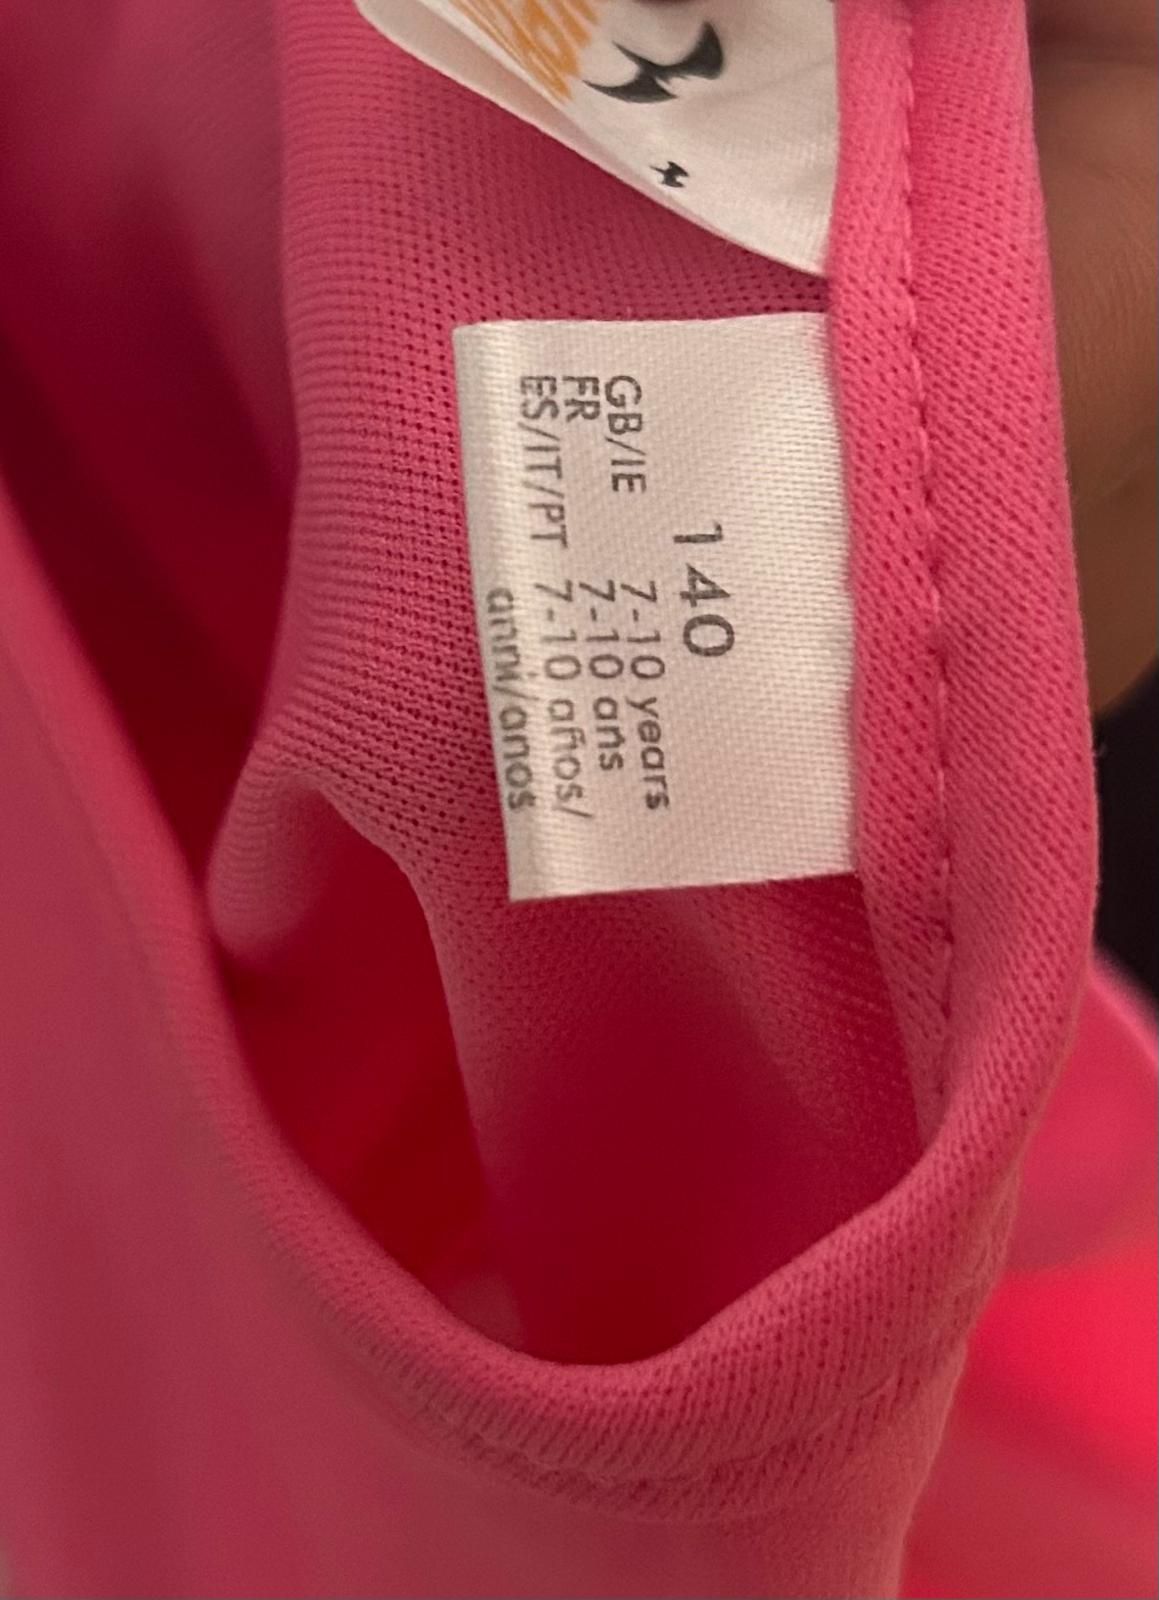 140
GB/IE 7-10 years
FR 7-10 ans
ES/IT/PT 7-10 años/
anni/anos